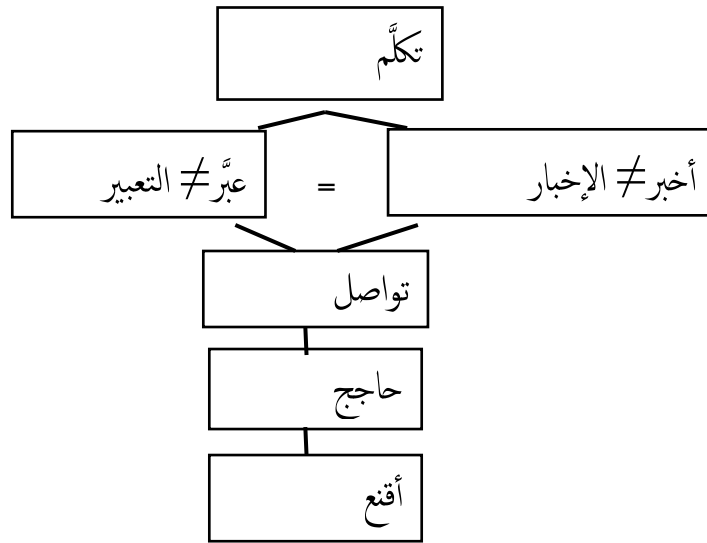 تكلَّم
أخبر ≠ الإخبار
=
عبَّر ≠ التعبير
تواصل
حاجج
أقنع